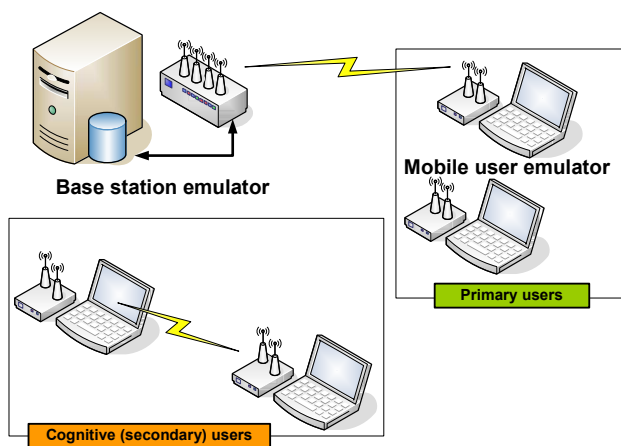 Base station emulator
Mobile user emulator
Primary users
Cognitive (secondary) users